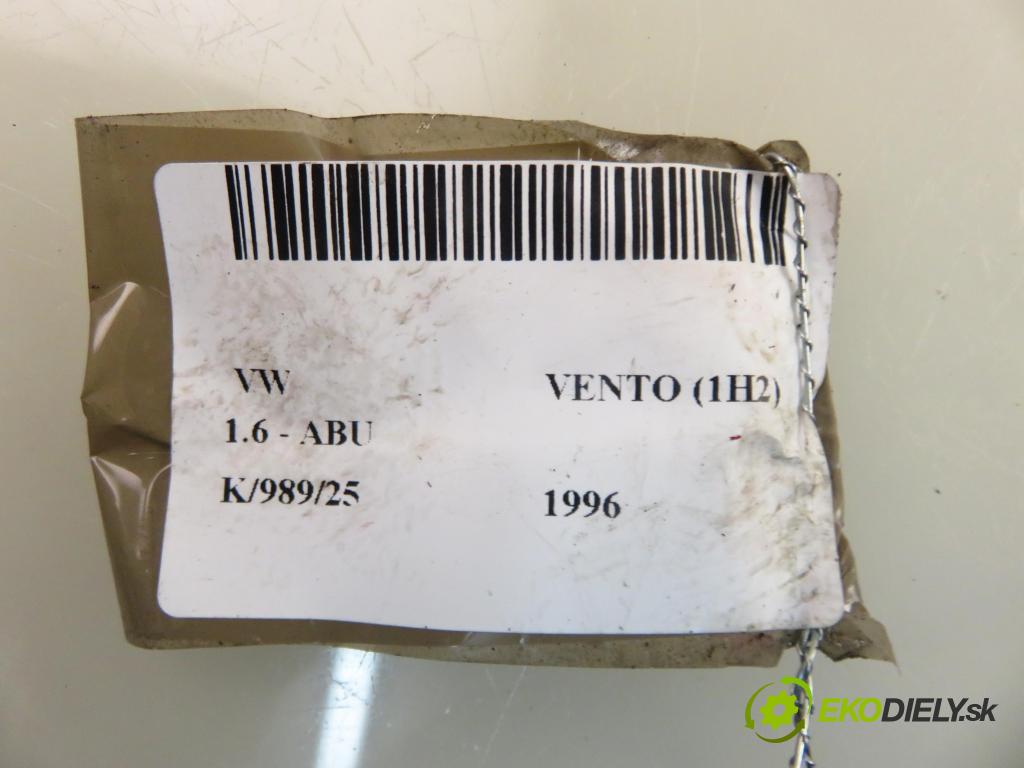 VW VENTO (1H2)
1.6 - ABU
K/989/25 1996
EKODIELY.sk